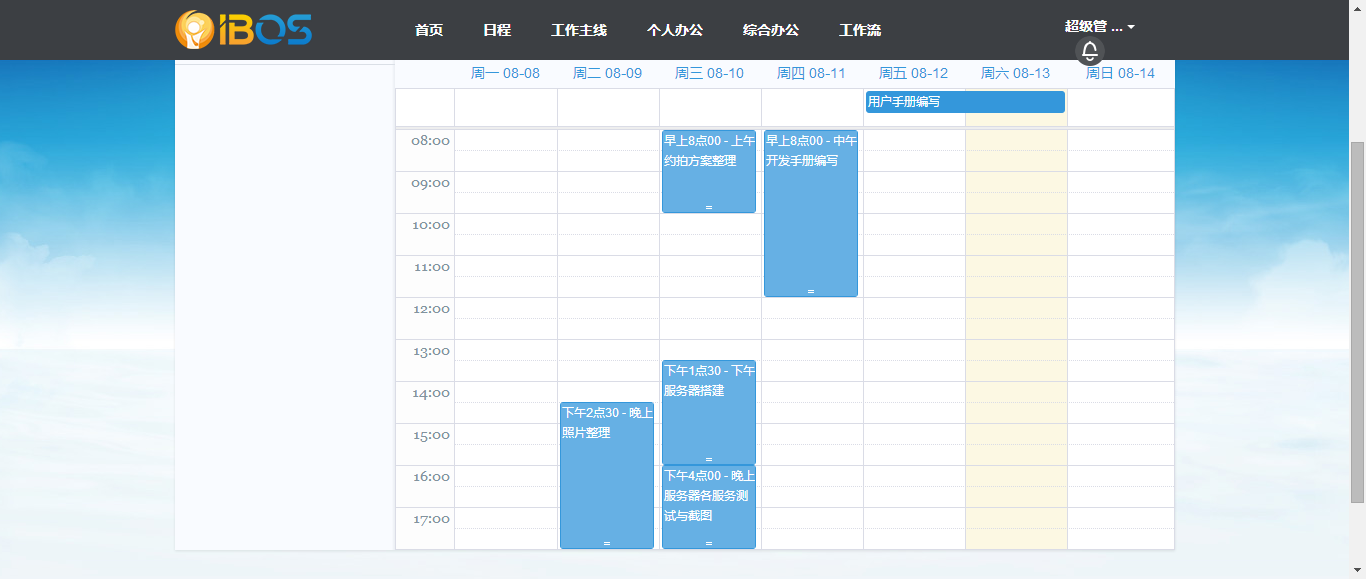 IBOS
首页 日程 工作主线 个人办公 综合办公 工作流 超级管 ...
周一 08-08 周二 08-09 周三 08-10 周四 08-11 周五 08-12 周六 08-13 周日 08-14
用户手册编写
08:00
早上8点00 - 上午
约拍方案整理
早上8点00 - 中午
开发手册编写
09:00
10:00
11:00
12:00
13:00
下午1点30 - 下午
服务器搭建
14:00
下午2点30 - 晚上
照片整理
15:00
16:00
下午4点00 - 晚上
服务器各服务测
试与截图
17:00